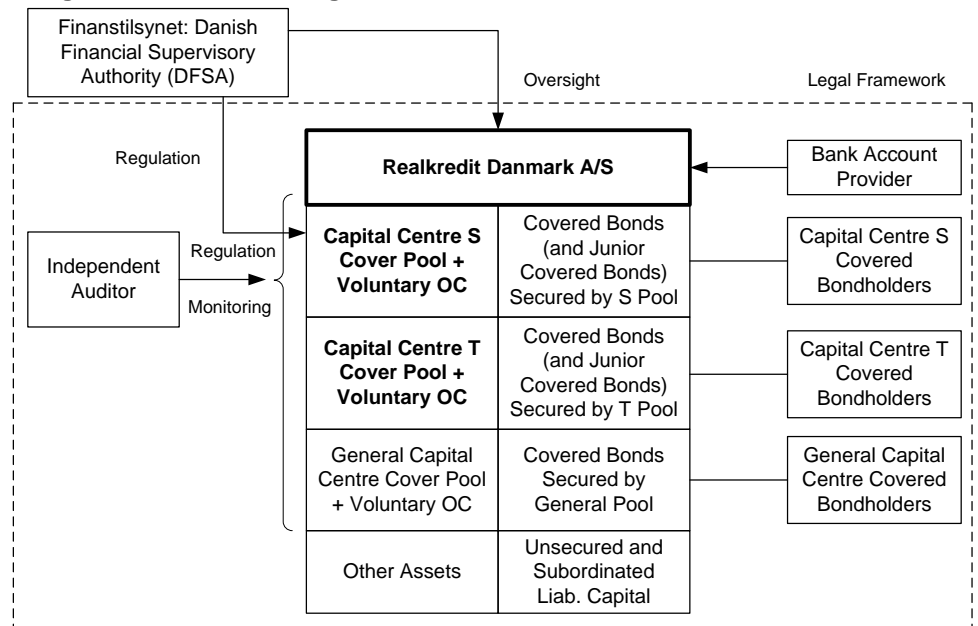 Finanstilsynet: Danish
Financial Supervisory
Authority (DFSA)
Oversight
Legal Framework
Regulation
Realkredit Danmark A/S
Bank Account
Provider
Independent
Auditor
Regulation
Monitoring
Capital Centre S
Cover Pool +
Voluntary OC
Covered Bonds
(and Junior
Covered Bonds)
Secured by S Pool
Capital Centre S
Covered
Bondholders
Capital Centre T
Cover Pool +
Voluntary OC
Covered Bonds
(and Junior
Covered Bonds)
Secured by T Pool
Capital Centre T
Covered
Bondholders
General Capital
Centre Cover Pool
+ Voluntary OC
Covered Bonds
Secured by
General Pool
General Capital
Centre Covered
Bondholders
Other Assets
Unsecured and
Subordinated
Liab. Capital